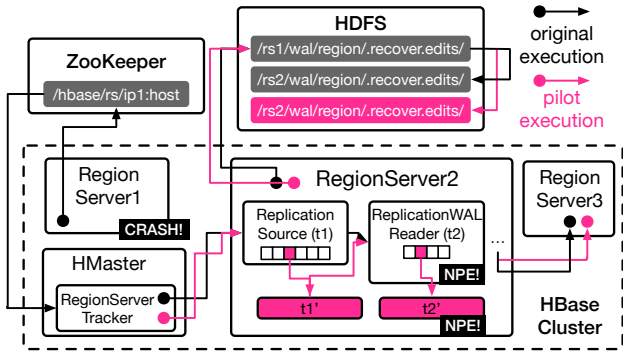 HDFS
/rs1/wal/region/.recover.edits/
/rs2/wal/region/.recover.edits/
/rs2/wal/region/.recover.edits/
original
execution
pilot
execution
ZooKeeper
/hbase/rs/ip1:host
Region
Server1
CRASH!
RegionServer2
Replication
Source (t1)
ReplicationWAL
Reader (t2)
NPE!
t1'
t2'
NPE!
...
Region
Server3
HMaster
RegionServer
Tracker
HBase
Cluster